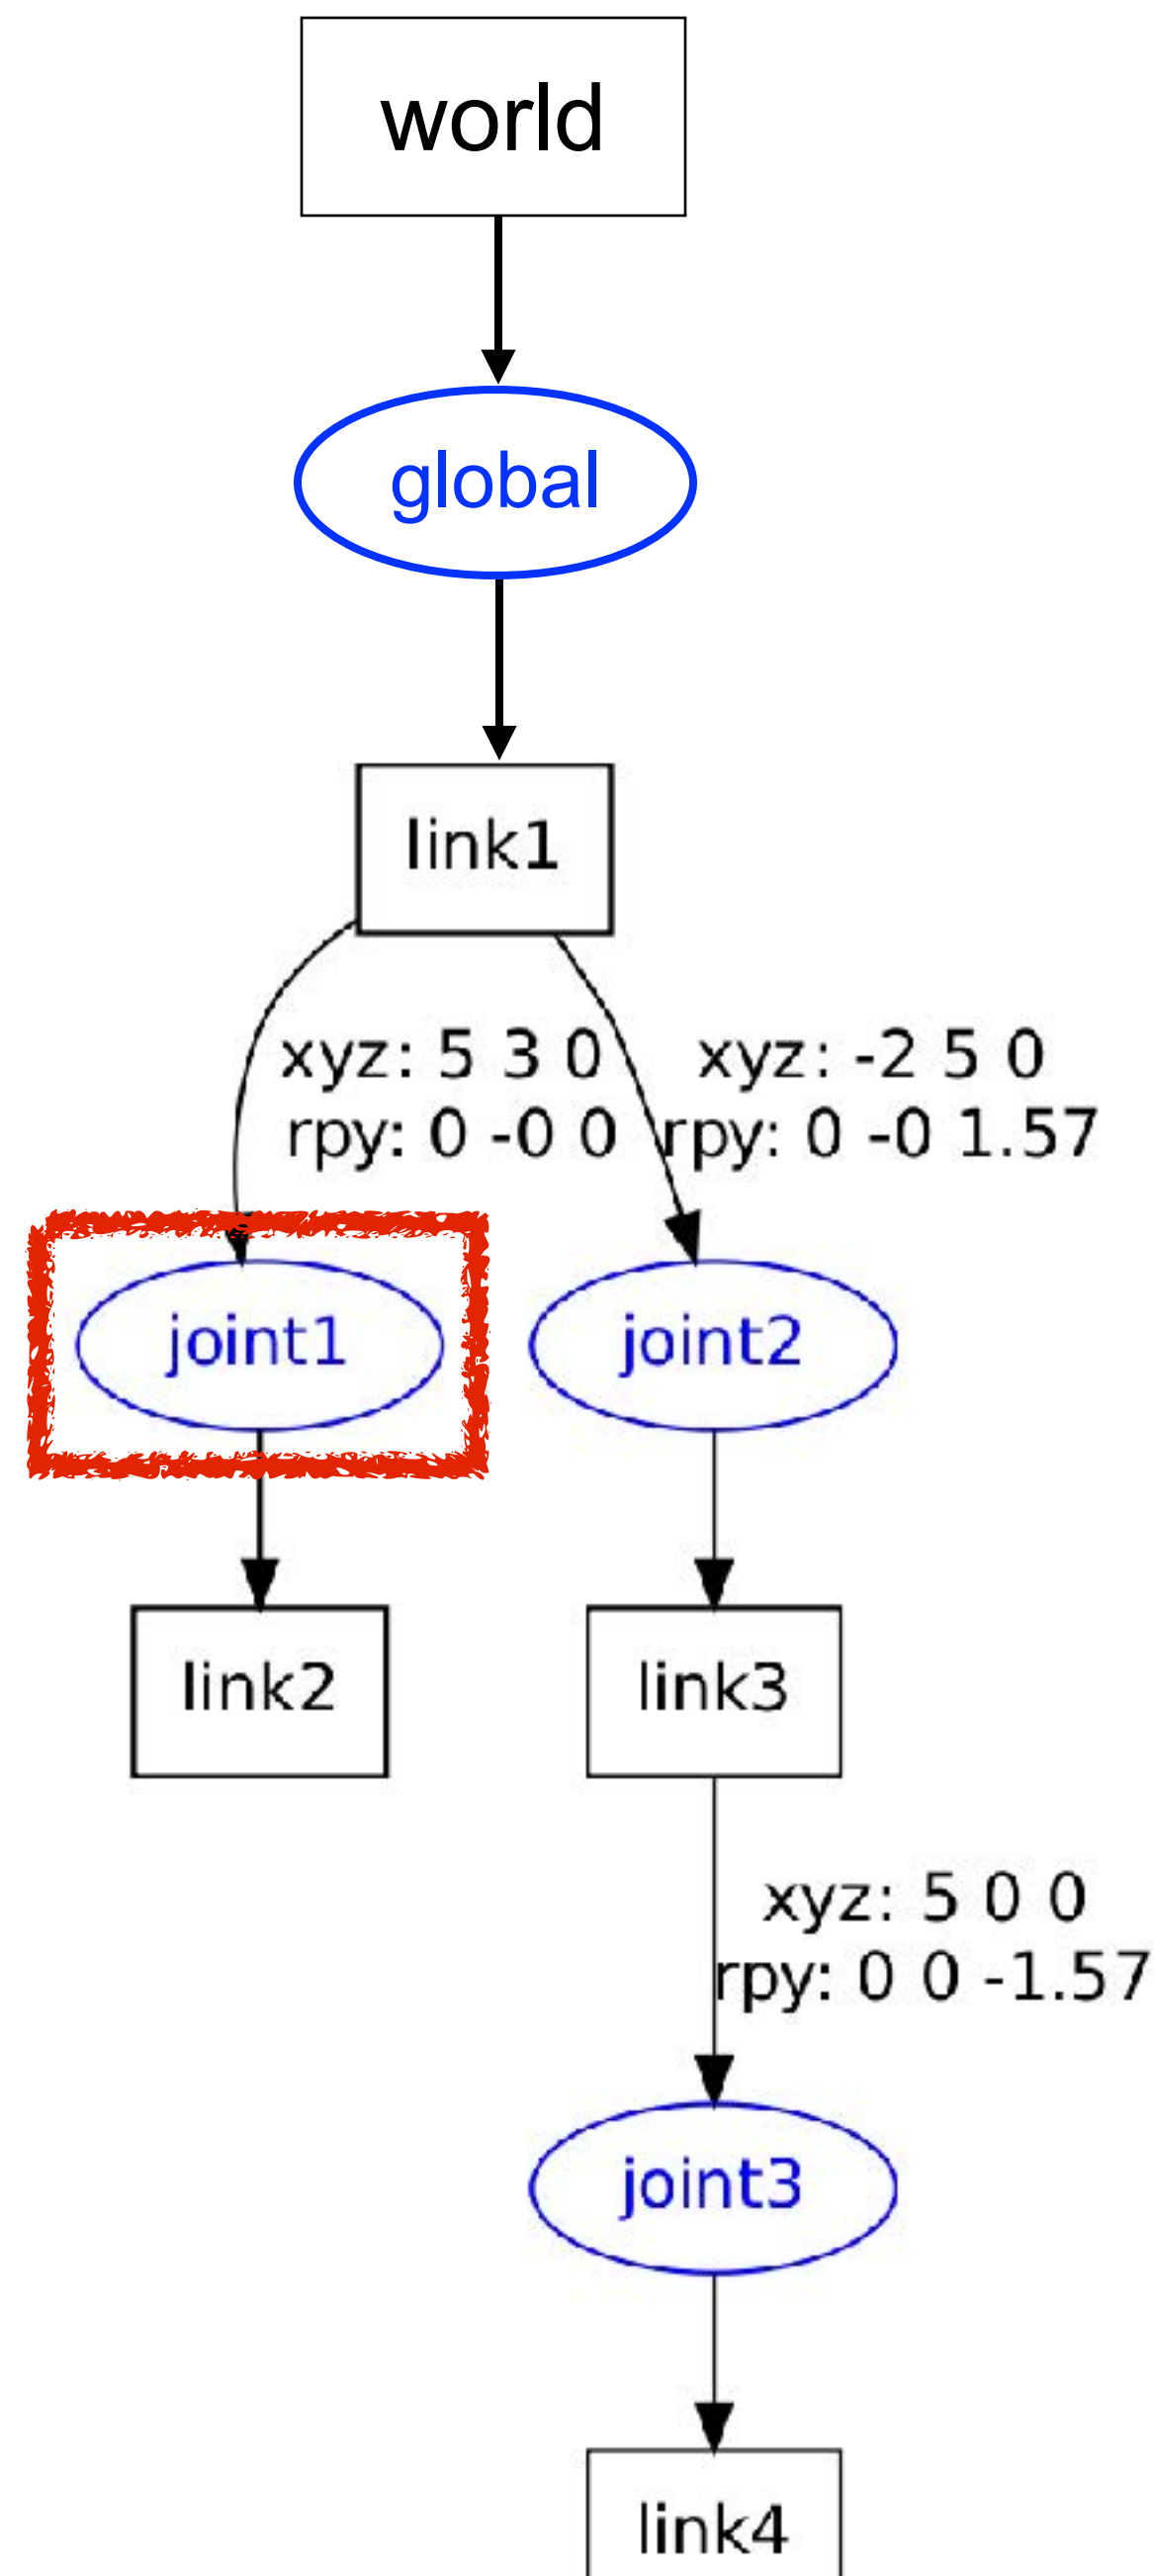 world
global
link1
xyz: 5 3 0
rpy: 0 -0 0
xyz: -2 5 0
rpy: 0 -0 1.57
joint1
joint2
link2
link3
xyz: 5 0 0
rpy: 0 0 -1.57
joint3
link4